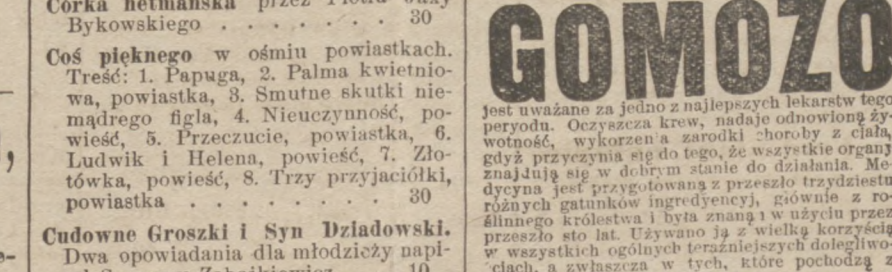 Córka hetmańska przez Piotra
Bykowskiego . . . . . . . 30
Coś pięknego w ośmiu powiastkach.
Treść: 1. Papuga, 2. Palma kwietnio-
wa, powiastka, 3. Smutne skutki nie-
mądrego figla, 4. Nieuczynność, po-
wieść, 5. Przeczucie, powiastka, 6.
Ludwik i Helena, powieść, 7. Zło-
tówka, powieść, 8. Trzy przyjaciółki,
powiastka . . . . . . . . 30
Cudowne Groszki i Syn Dziadowski.
Dwa opowiadania dla młodzieży napi-
10
GOMOZO
Jest uważane za jedno z najlepszych lekarstw tego
peryodu. Oczyszcza krew, nadaje odnowioną ży-
wotność, wykorzenia zarodki choroby z ciała,
gdyż przyczynia się do tego, że wszystkie organy
znajdują się w dobrym stanie do działania. Me-
dycyna jest przygotowaną z przeszło trzydziestu
różnych gatunków ingredyencyj, głównie z ro-
ślinnego królestwa i była znaną i w użyciu przez
przeszło sto lat. Używano ją z wielką korzyścią
w wszystkich ogólnych teraźniejszych dolegliwo-
ściach, a zwłaszcza w tych, które pochodzą z